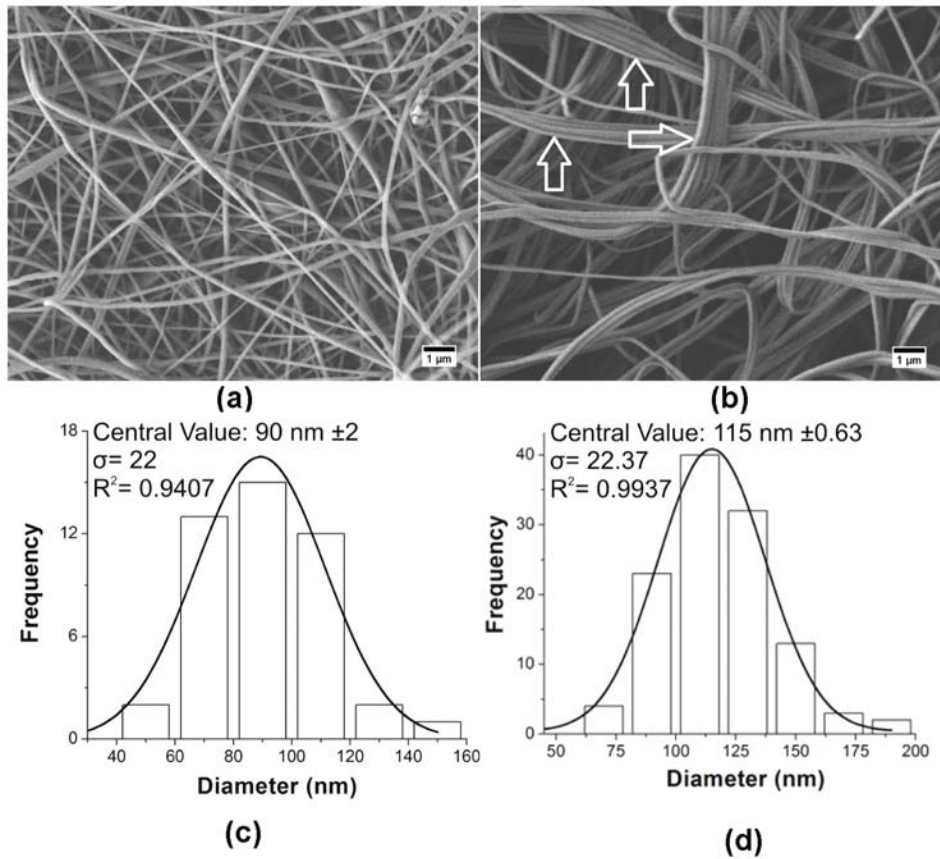 1 µm
1 µm
(a)
(b)
Central Value: 90 nm ±2
σ= 22
R²= 0.9407
18
12
6
0
Frequency
40 60 80 100 120 140 160
Diameter (nm)
(c)
Central Value: 115 nm ±0.63
σ= 22.37
R²= 0.9937
40
30
20
10
0
Frequency
50 75 100 125 150 175 200
Diameter (nm)
(d)